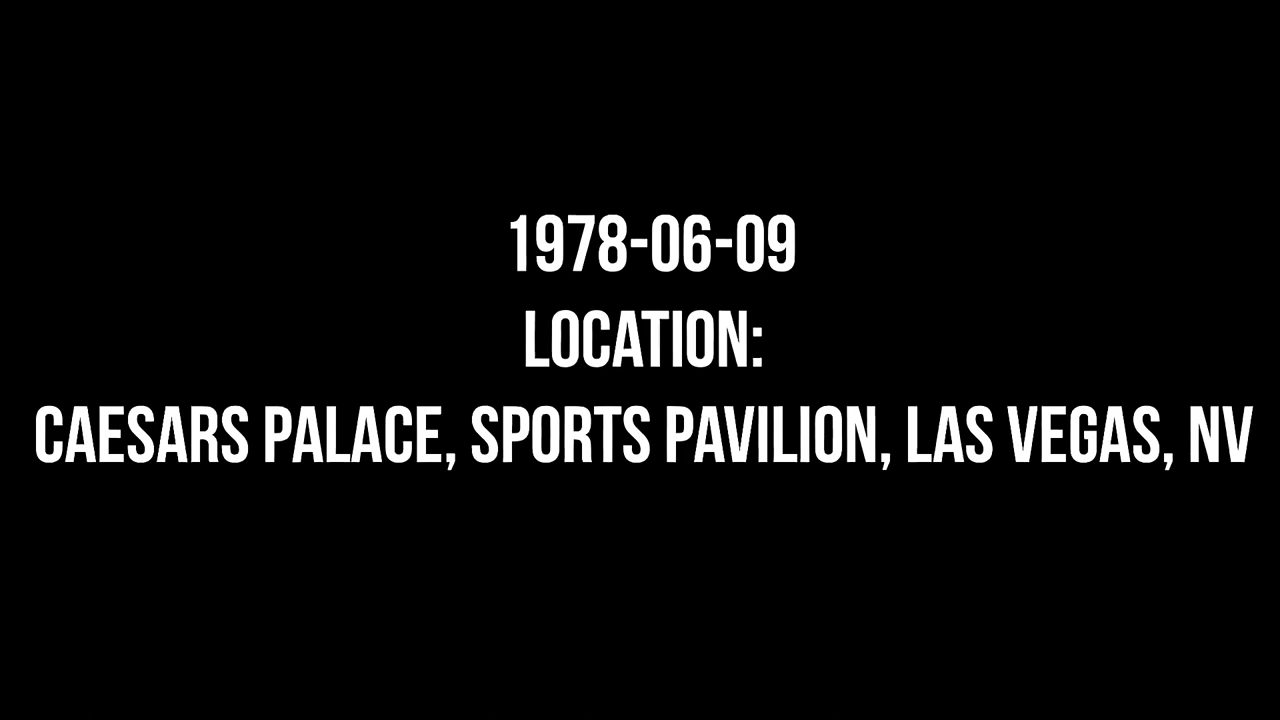 1978-06-09
LOCATION:
CAESARS PALACE, SPORTS PAVILION, LAS VEGAS, NV